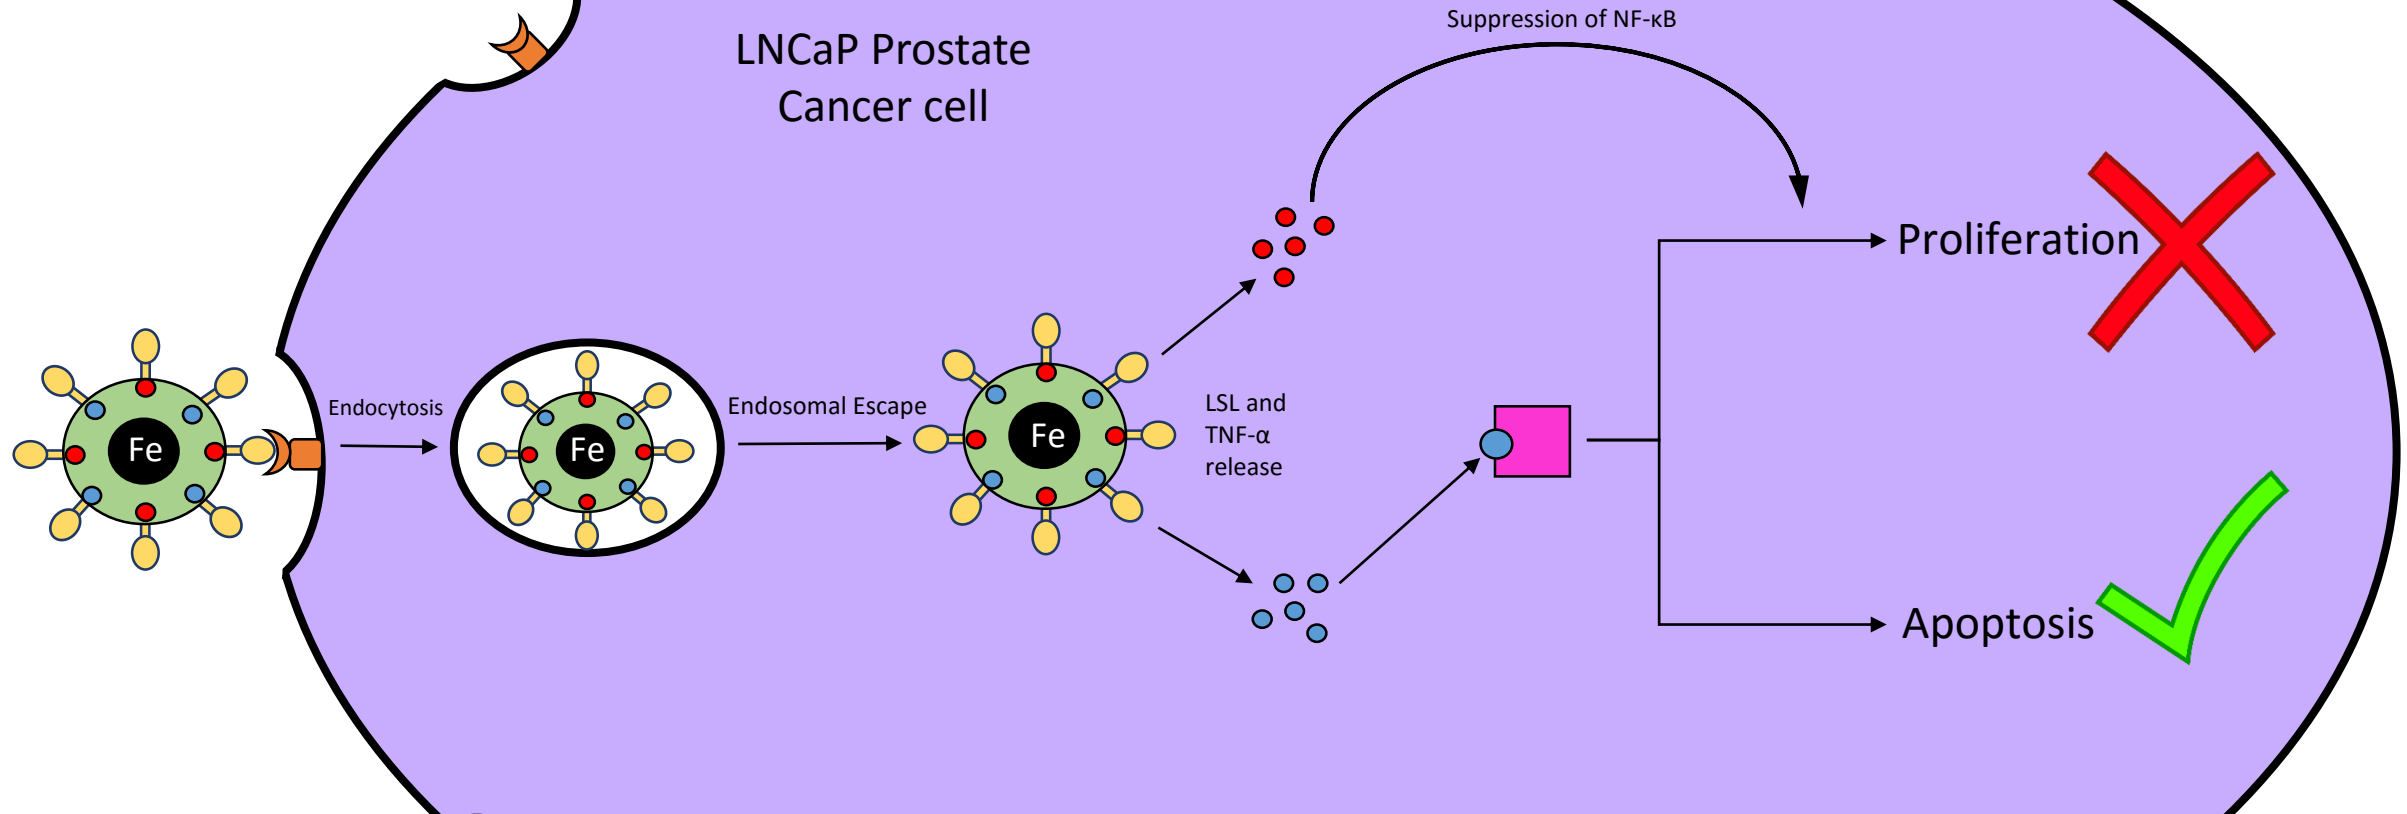 Suppression of NF-κB
LNCaP Prostate
Cancer cell
Proliferation
Fe
Endocytosis
Fe
Endosomal Escape
Fe
LSL and
TNF-α
release
Apoptosis